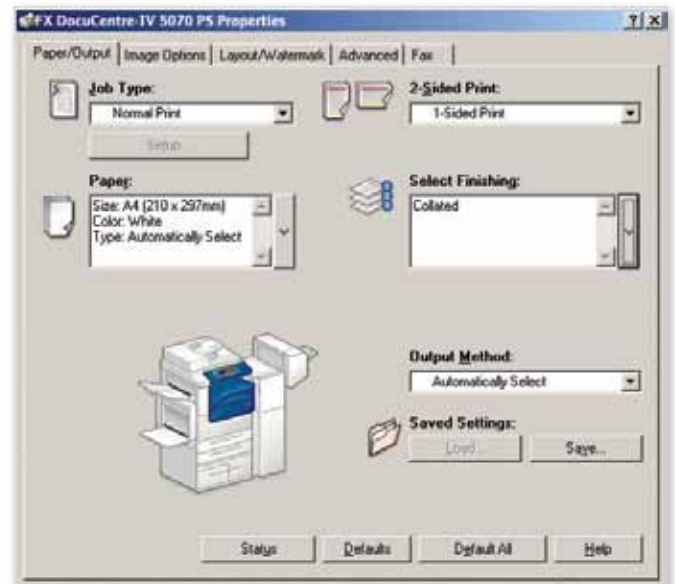 FX DocuCentre-IV 5070 PS Properties
Paper/Output Image Options Layout/Watermark Advanced Fax
Job Type:
Normal Print
Setup...
2-Sided Print:
1-Sided Print
Paper:
Size: A4 (210 x 297mm)
Color: White
Type: Automatically Select
Select Finishing:
Collated
Output Method:
Automatically Select
Saved Settings:
Load... Save...
Status Defaults Default All Help